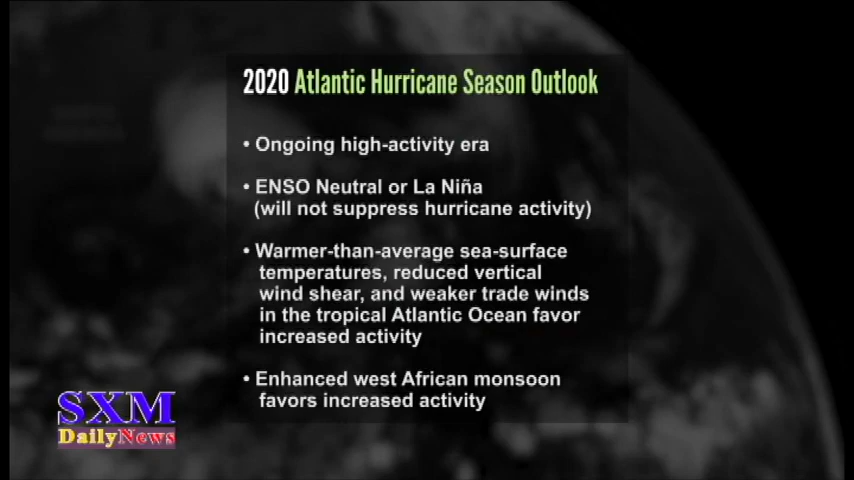 2020 Atlantic Hurricane Season Outlook
• Ongoing high-activity era
• ENSO Neutral or La Niña
(will not suppress hurricane activity)
• Warmer-than-average sea-surface
temperatures, reduced vertical
wind shear, and weaker trade winds
in the tropical Atlantic Ocean favor
increased activity
• Enhanced west African monsoon
favors increased activity
SXM
DailyNews